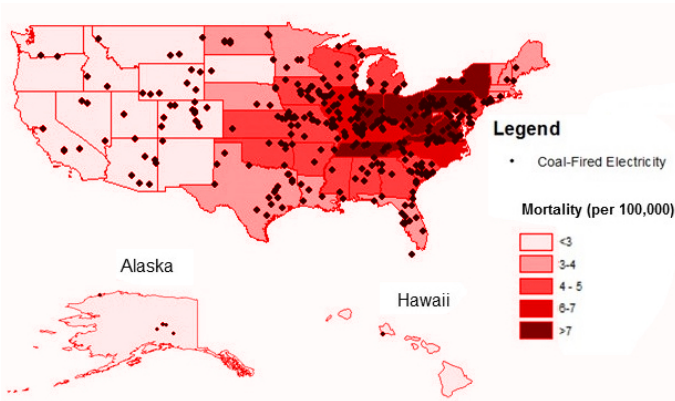 Legend
Coal-Fired Electricity
Mortality (per 100,000)
<3
3-4
4 - 5
6-7
>7
Alaska
Hawaii